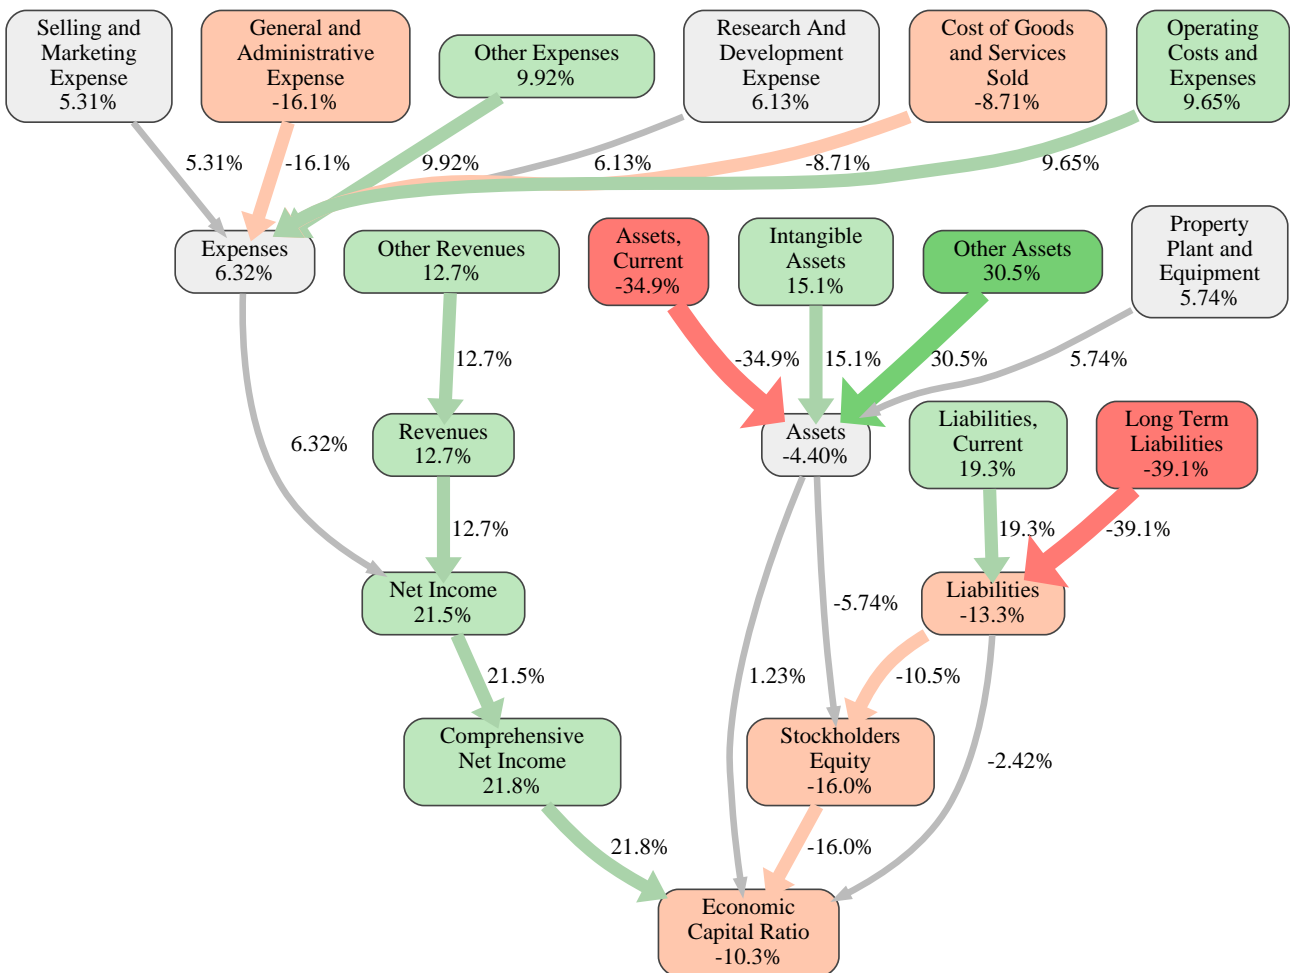 Selling and
Marketing
Expense
5.31%
General and
Administrative
Expense
-16.1%
Other Expenses
9.92%
Research And
Development
Expense
6.13%
Cost of Goods
and Services
Sold
-8.71%
Operating
Costs and
Expenses
9.65%
5.31%
-16.1%
9.92%
6.13%
-8.71%
9.65%
Expenses
6.32%
Other Revenues
12.7%
Assets,
Current
-34.9%
Intangible
Assets
15.1%
Other Assets
30.5%
Property
Plant and
Equipment
5.74%
12.7%
-34.9%
15.1%
30.5%
5.74%
6.32%
Revenues
12.7%
Assets
-4.40%
Liabilities,
Current
19.3%
Long Term
Liabilities
-39.1%
12.7%
19.3%
-39.1%
Net Income
21.5%
-5.74%
Liabilities
-13.3%
21.5%
1.23%
-10.5%
Comprehensive
Net Income
21.8%
Stockholders
Equity
-16.0%
-2.42%
21.8%
-16.0%
Economic
Capital Ratio
-10.3%